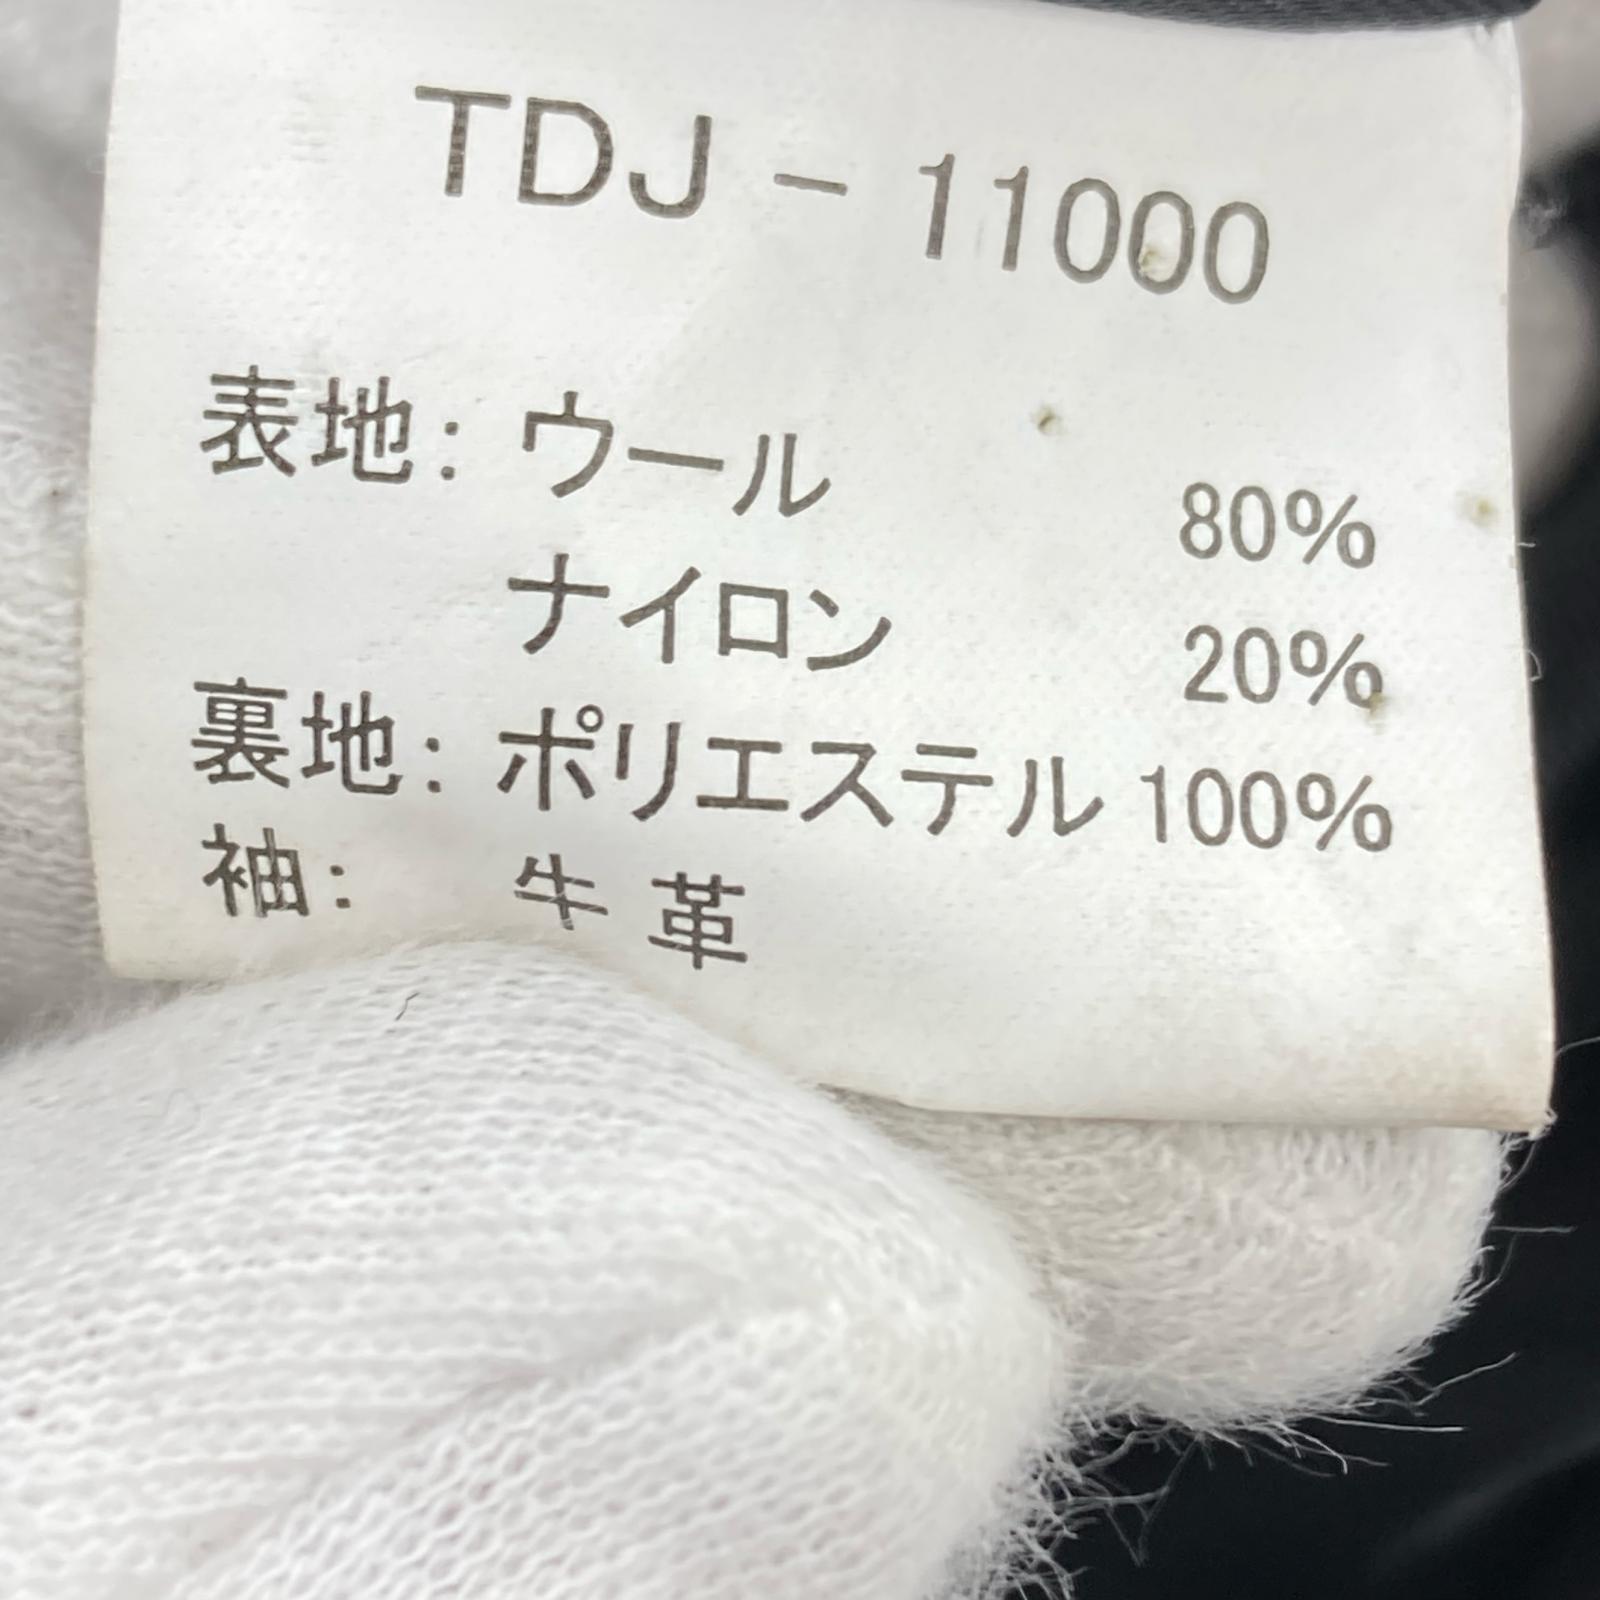 TDJ - 11000
表地: ウール 80%
ナイロン 20%
裏地: ポリエステル 100%
袖: 牛革